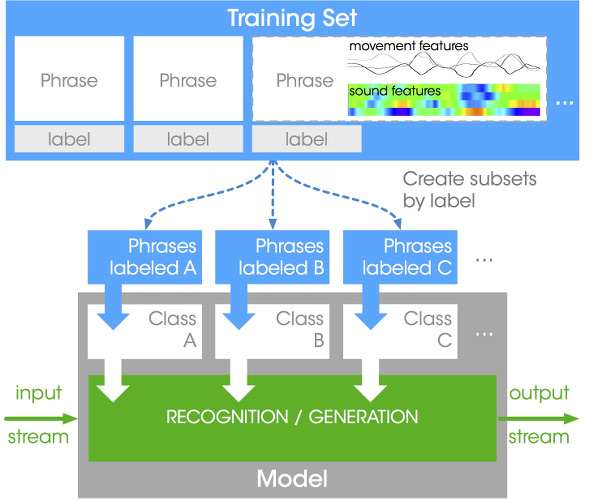 Training Set
Phrase
Phrase
Phrase
movement features
sound features
...
label
label
label
Create subsets
by label
Phrases
labeled A
Phrases
labeled B
Phrases
labeled C
...
Class
A
Class
B
Class
C
...
input
stream
RECOGNITION / GENERATION
output
stream
Model